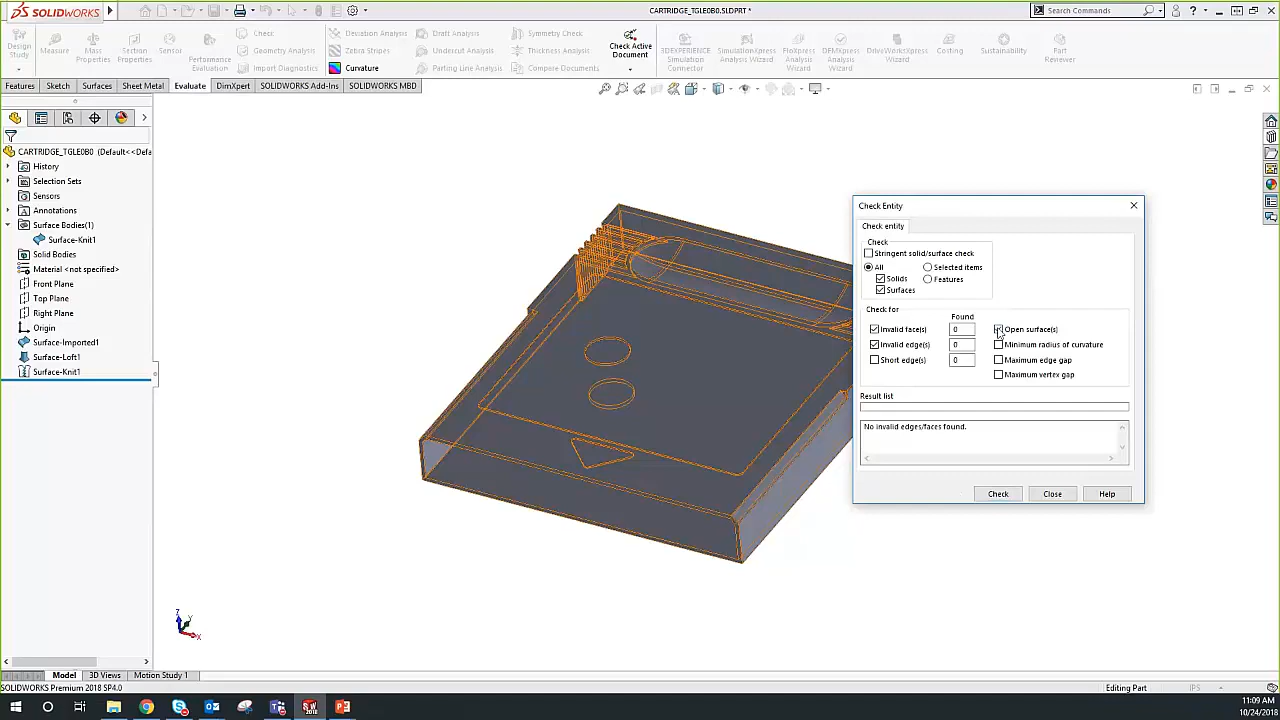 SOLIDWORKS
CARTRIDGE_TGLE0B0.SLDPRT *
Search Commands
Design Study
Measure
Mass Properties
Section Properties
Sensor
Performance Evaluation
Check
Geometry Analysis
Import Diagnostics
Deviation Analysis
Zebra Stripes
Curvature
Draft Analysis
Undercut Analysis
Parting Line Analysis
Symmetry Check
Thickness Analysis
Compare Documents
Check Active Document
3DEXPERIENCE Simulation Connector
SimulationXpress Analysis Wizard
FloXpress Analysis Wizard
DFMXpress Analysis Wizard
DriveWorksXpress Wizard
Costing
Sustainability
Part Reviewer
Features
Sketch
Surfaces
Sheet Metal
Evaluate
DimXpert
SOLIDWORKS Add-Ins
SOLIDWORKS MBD
CARTRIDGE_TGLE0B0 (Default<<Defa
History
Selection Sets
Sensors
Annotations
Surface Bodies(1)
Surface-Knit1
Solid Bodies
Material <not specified>
Front Plane
Top Plane
Right Plane
Origin
Surface-Imported1
Surface-Loft1
Surface-Knit1
Check Entity
Check entity
Check
Stringent solid/surface check
All
Selected items
Solids
Features
Surfaces
Check for
Found
Invalid face(s) 0
Open surface(s)
Invalid edge(s) 0
Minimum radius of curvature
Short edge(s) 0
Maximum edge gap
Maximum vertex gap
Result list
No invalid edges/faces found.
Check
Close
Help
Z
Y
X
Model
3D Views
Motion Study 1
SOLIDWORKS Premium 2018 SP4.0
Editing Part
IPS
11:09 AM
10/24/2018